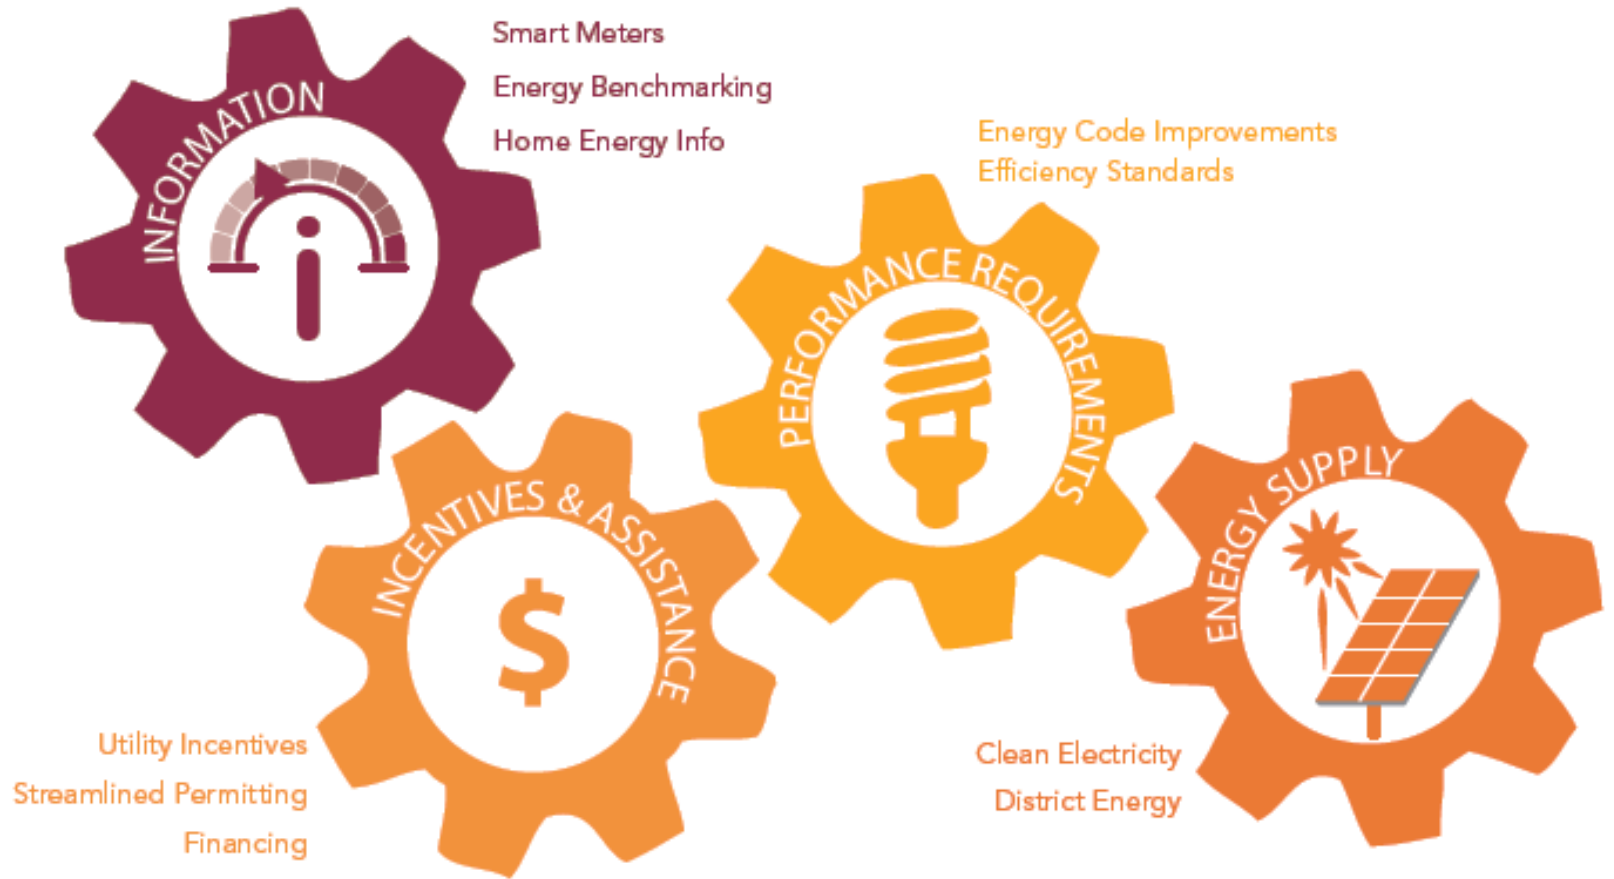 INFORMATION
Smart Meters
Energy Benchmarking
Home Energy Info
INCENTIVES & ASSISTANCE
$
Utility Incentives
Streamlined Permitting
Financing
PERFORMANCE REQUIREMENTS
Energy Code Improvements
Efficiency Standards
ENERGY SUPPLY
Clean Electricity
District Energy